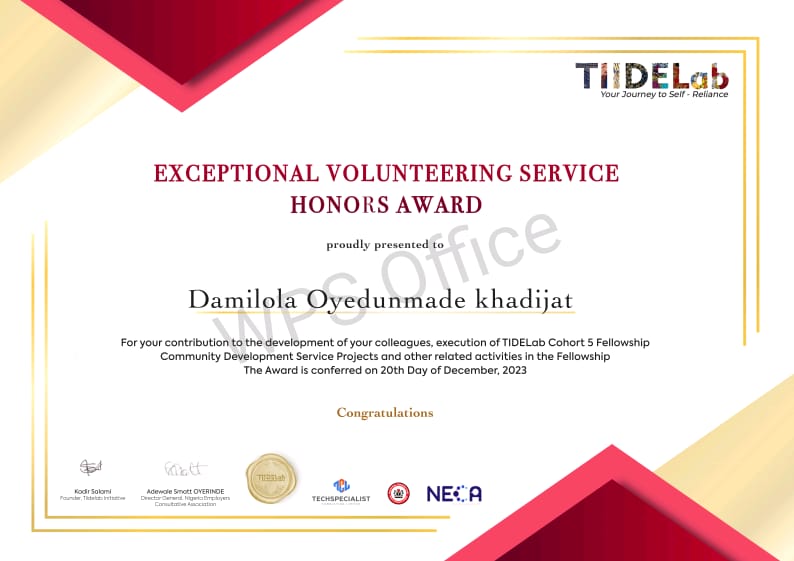 TIIDELab
Your Journey to Self - Reliance
EXCEPTIONAL VOLUNTEERING SERVICE
HONORS AWARD
proudly presented to
Damilola Oyedunmade khadijat
WPS Office
For your contribution to the development of your colleagues, execution of TIDELab Cohort 5 Fellowship
Community Development Service Projects and other related activities in the Fellowship
The Award is conferred on 20th Day of December, 2023
Congratulations
Kadir Salami
Founder, Tiidelab Initiative
Adewale Smatt OYERINDE
Director General, Nigeria Employers
Consultative Association
TIIDELab
TCL
TECHSPECIALIST
CONSULTING LIMITED
NECA